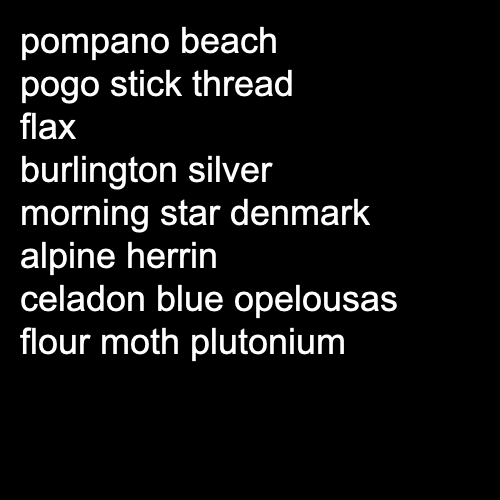 pompano beach
pogo stick thread
flax
burlington silver
morning star denmark
alpine herrin
celadon blue opelousas
flour moth plutonium